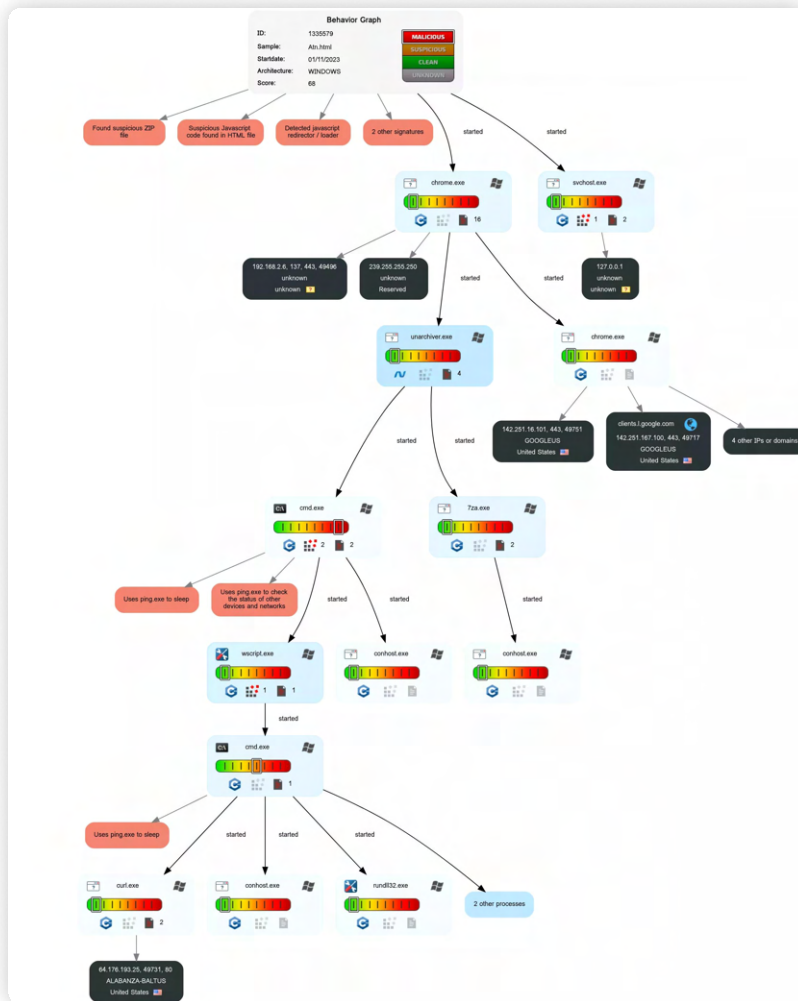 Behavior Graph
ID: 1335579
Sample: Atn.html
Startdate: 01/11/2023
Architecture: WINDOWS
Score: 68
MALICIOUS
SUSPICIOUS
CLEAN
UNKNOWN
Found suspicious ZIP
file
Suspicious Javascript
code found in HTML file
Detected javascript
redirector / loader
2 other signatures
started
started
chrome.exe
16
svchost.exe
1 2
192.168.2.6, 137, 443, 49496
unknown
unknown
239.255.255.250
unknown
Reserved
started
started
127.0.0.1
unknown
unknown
unarchiver.exe
4
chrome.exe
142.251.16.101, 443, 49751
GOOGLEUS
United States
clients.l.google.com
142.251.167.100, 443, 49717
GOOGLEUS
United States
4 other IPs or domains
started
started
cmd.exe
2 2
7za.exe
2
Uses ping.exe to sleep
Uses ping.exe to check
the status of other
devices and networks
started
started
started
wscript.exe
1 1
conhost.exe
conhost.exe
started
cmd.exe
1
Uses ping.exe to sleep
started
started
started
curl.exe
2
conhost.exe
rundll32.exe
2 other processes
64.176.193.25, 49731, 80
ALABANZA-BALTUS
United States